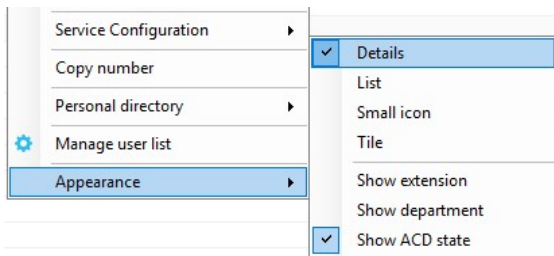 Service Configuration
Copy number
Personal directory
Manage user list
Appearance
Details
List
Small icon
Tile
Show extension
Show department
Show ACD state